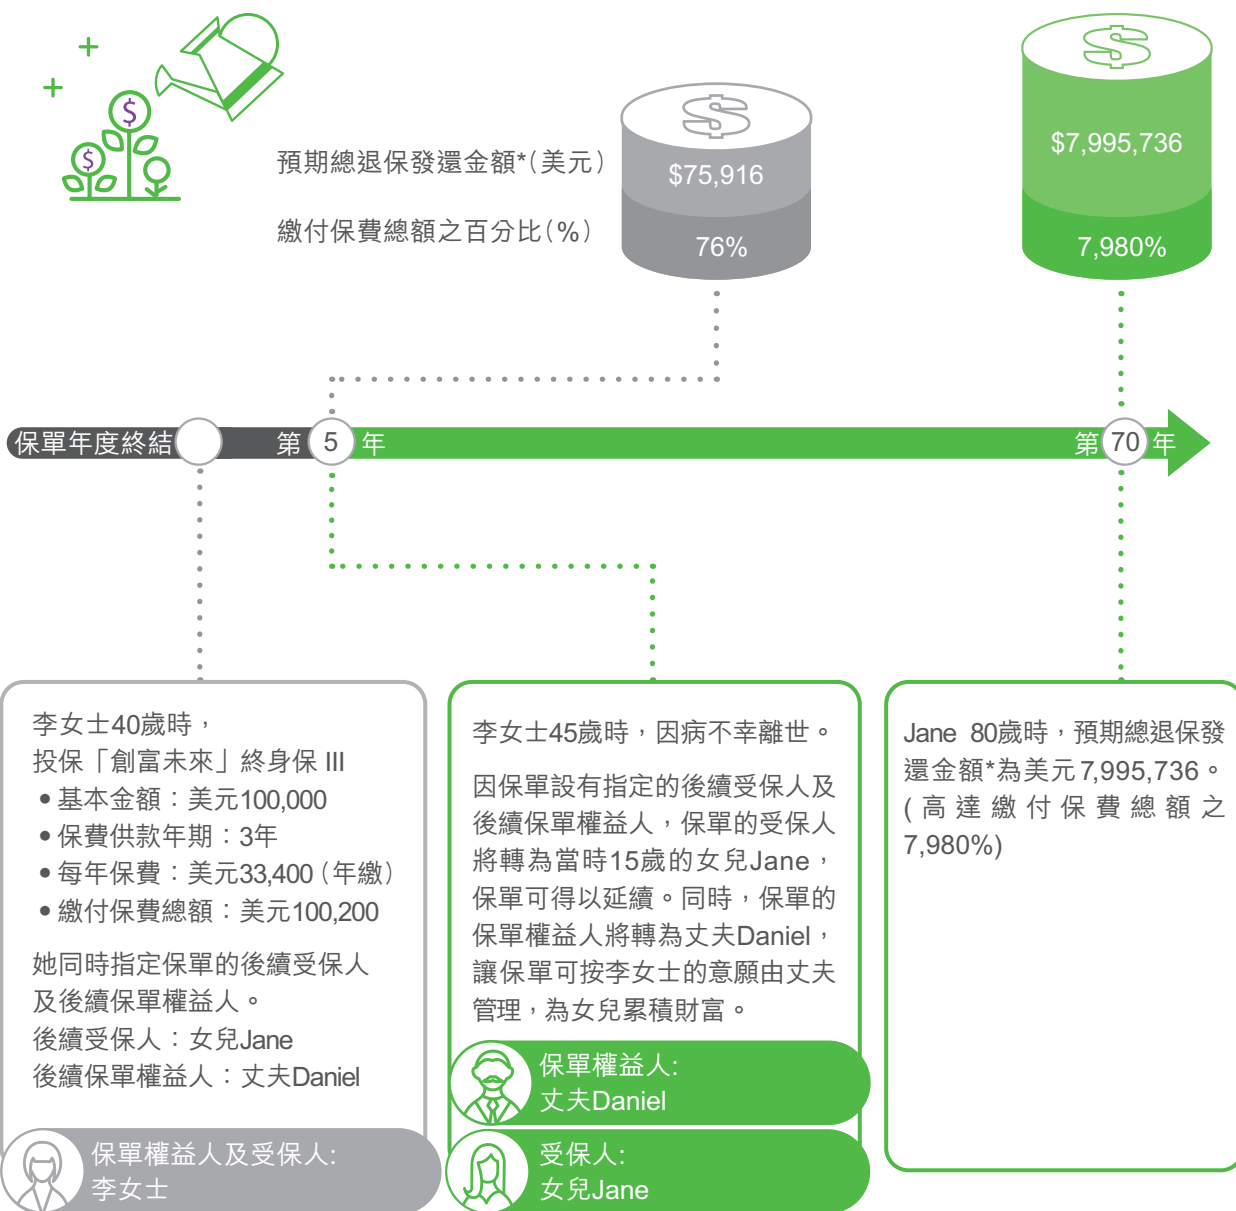 $
$
$
$
預期總退保發還金額*(美元)
$75,916
$7,995,736
繳付保費總額之百分比(%)
76%
7,980%
保單年度終結
第 5 年
第 70 年
李女士40歲時，
投保「創富未來」終身保 III
•基本金額：美元100,000
•保費供款年期：3年
•每年保費：美元33,400（年繳）
•繳付保費總額：美元100,200
她同時指定保單的後續受保人
及後續保單權益人。
後續受保人：女兒Jane
後續保單權益人：丈夫Daniel
保單權益人及受保人:
李女士
李女士45歲時，因病不幸離世。
因保單設有指定的後續受保人及
後續保單權益人，保單的受保人
將轉為當時15歲的女兒Jane，
保單可得以延續。同時，保單的
保單權益人將轉為丈夫Daniel，
讓保單可按李女士的意願由丈夫
管理，為女兒累積財富。
保單權益人:
丈夫Daniel
受保人:
女兒Jane
Jane 80歲時，預期總退保發
還金額*為美元7,995,736。
(高達繳付保費總額之
7,980%)